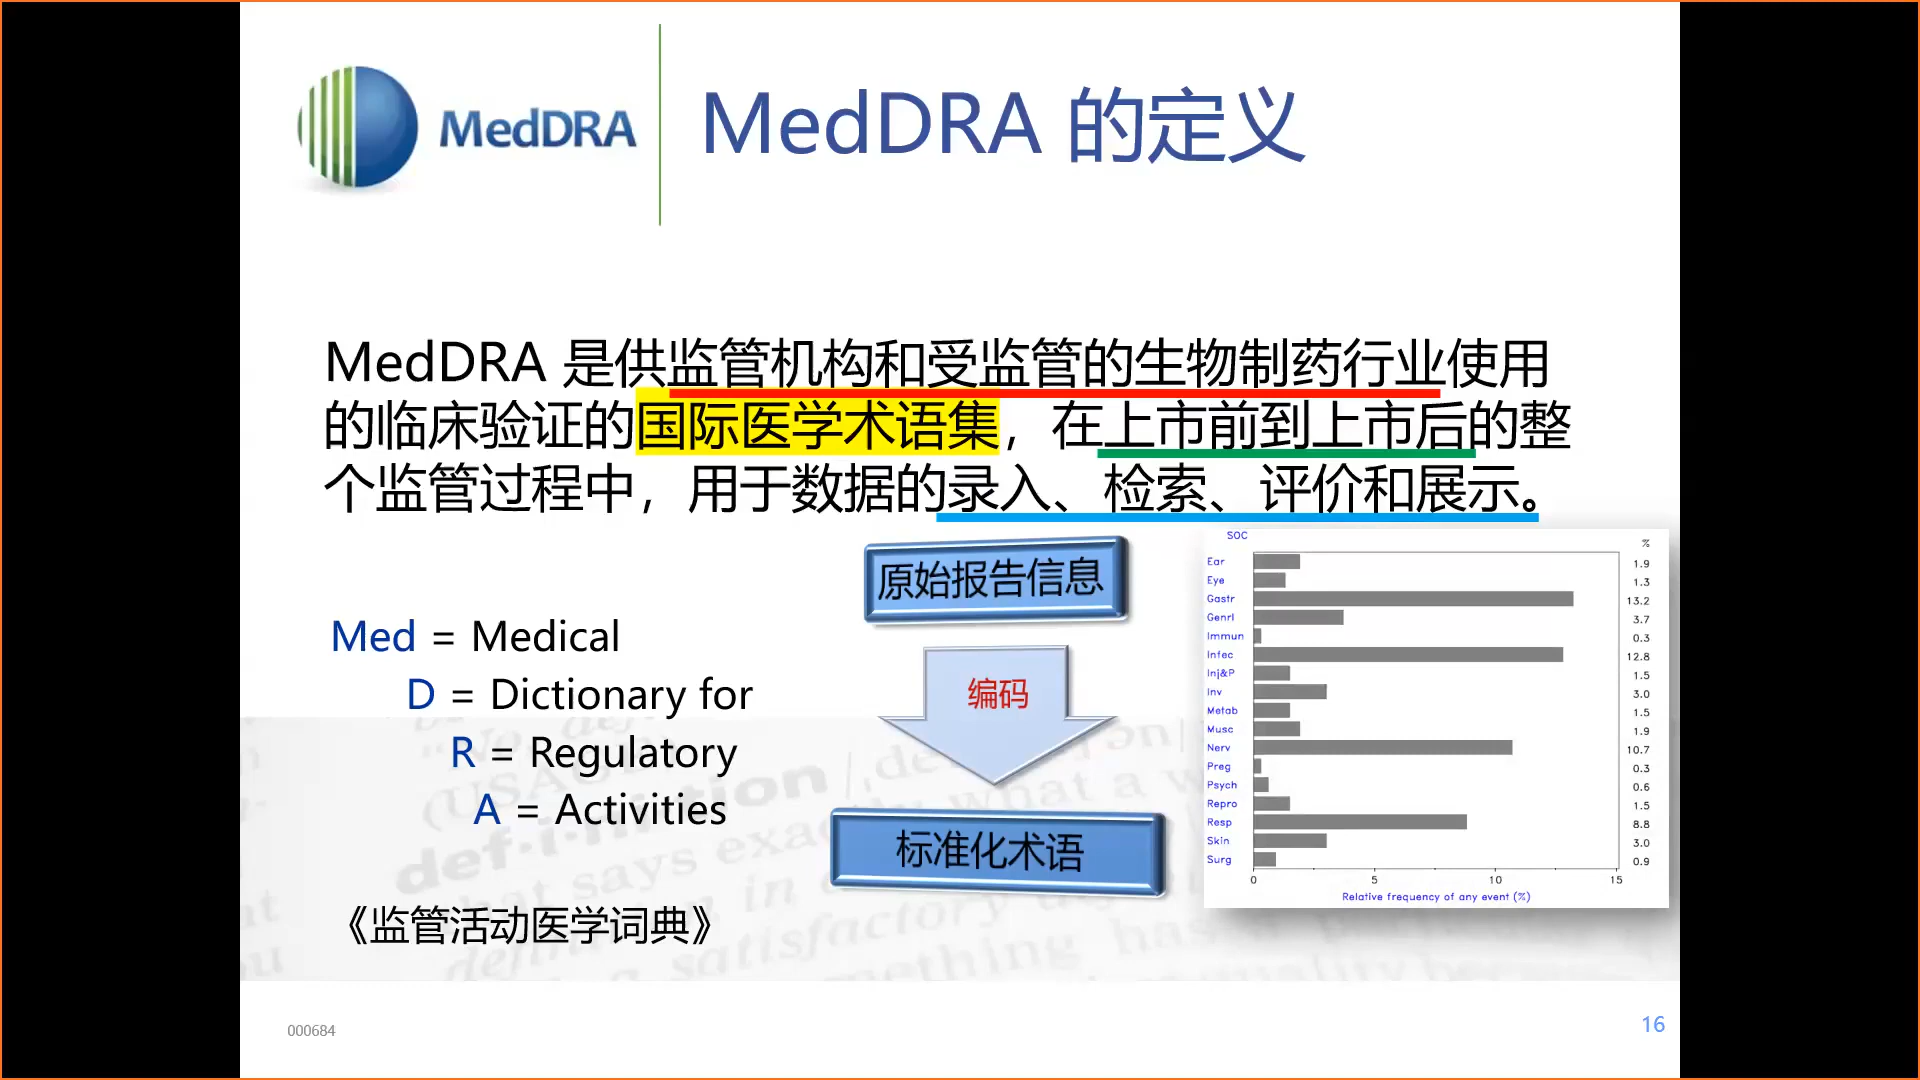 MedDRA
MedDRA 的定义
MedDRA 是供监管机构和受监管的生物制药行业使用
的临床验证的国际医学术语集，在上市前到上市后的整
个监管过程中，用于数据的录入、检索、评价和展示。
Med = Medical
D = Dictionary for
R = Regulatory
A = Activities
《监管活动医学词典》
原始报告信息
编码
标准化术语
SOC
%
Ear 1.9
Eye 1.3
Gastr 13.2
Genrl 3.7
Immun 0.3
Infec 12.8
Inj&P 1.5
Inv 3.0
Metab 1.5
Musc 1.9
Nerv 10.7
Preg 0.3
Psych 0.6
Repro 1.5
Resp 8.8
Skin 3.0
Surg 0.9
0 5 10 15
Relative frequency of any event (%)
000684
16